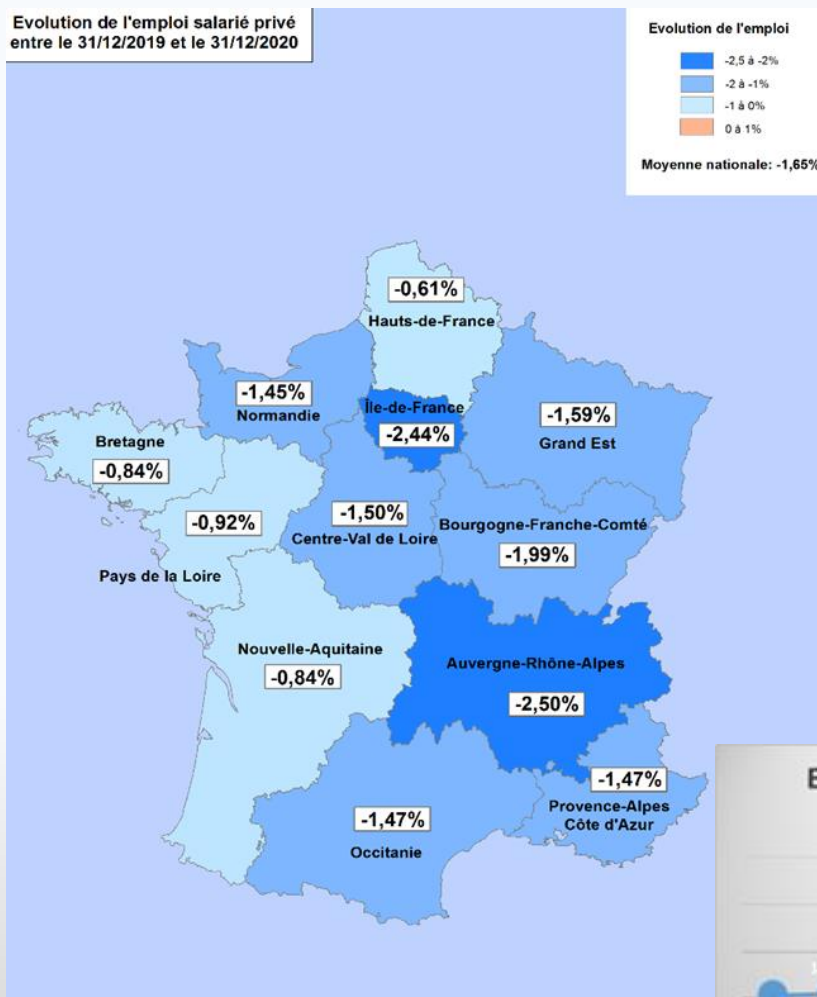 Evolution de l'emploi salarié privé
entre le 31/12/2019 et le 31/12/2020
Evolution de l'emploi
-2,5 à -2%
-2 à -1%
-1 à 0%
0 à 1%
Moyenne nationale: -1,65%
-0,61%
Hauts-de-France
-1,45%
Normandie
Île-de-France
-2,44%
-1,59%
Grand Est
Bretagne
-0,84%
-0,92%
Pays de la Loire
-1,50%
Centre-Val de Loire
Bourgogne-Franche-Comté
-1,99%
Nouvelle-Aquitaine
-0,84%
Auvergne-Rhône-Alpes
-2,50%
-1,47%
Provence-Alpes
Côte d'Azur
-1,47%
Occitanie